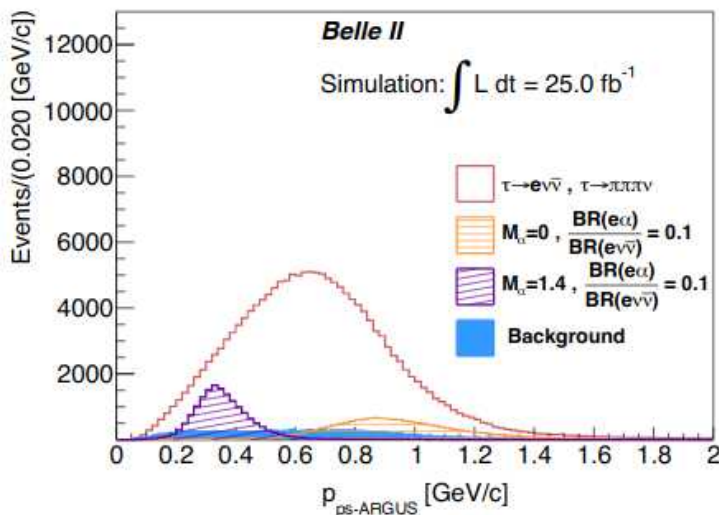 Belle II
Simulation: ∫ L dt = 25.0 fb⁻¹
τ→eνν̅ , τ→πππν
M_α=0 , BR(eα)/BR(eνν̅) = 0.1
M_α=1.4 , BR(eα)/BR(eνν̅) = 0.1
Background
Events/(0.020 [GeV/c])
12000
10000
8000
6000
4000
2000
0 0.2 0.4 0.6 0.8 1 1.2 1.4 1.6 1.8 2
p_ps-ARGUS [GeV/c]